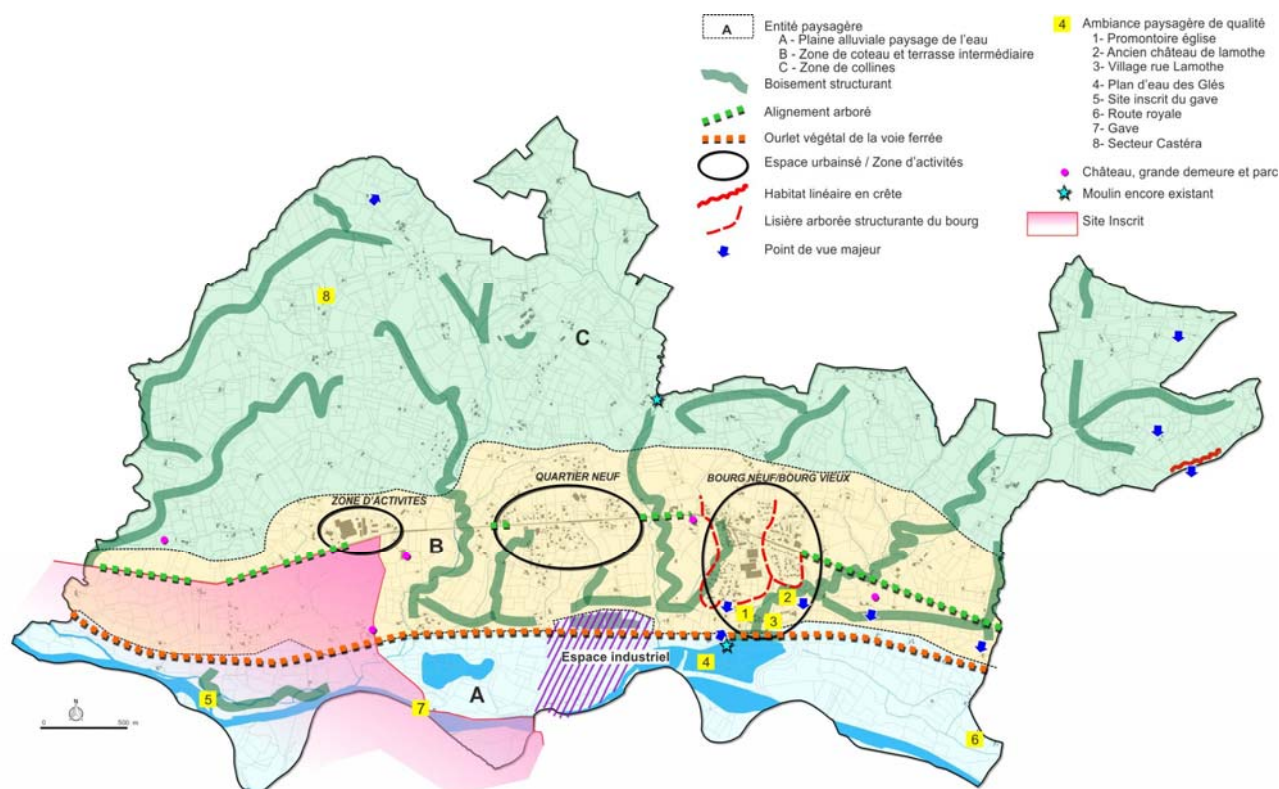 A
Entité paysagère
A - Plaine alluviale paysage de l'eau
B - Zone de coteau et terrasse intermédiaire
C - Zone de collines
Boisement structurant
Alignement arboré
Ourlet végétal de la voie ferrée
Espace urbainsé / Zone d'activités
Habitat linéaire en crête
Lisière arborée structurante du bourg
Point de vue majeur
4 Ambiance paysagère de qualité
1- Promontoire église
2- Ancien château de lamothe
3- Village rue Lamothe
4- Plan d'eau des Glés
5- Site inscrit du gave
6- Route royale
7- Gave
8- Secteur Castéra
Château, grande demeure et parc
Moulin encore existant
Site Inscrit
8
C
QUARTIER NEUF
BOURG NEUF/BOURG VIEUX
ZONE D'ACTIVITES
B
2
1
3
Espace industriel
4
A
5
7
6
N
0 500 m